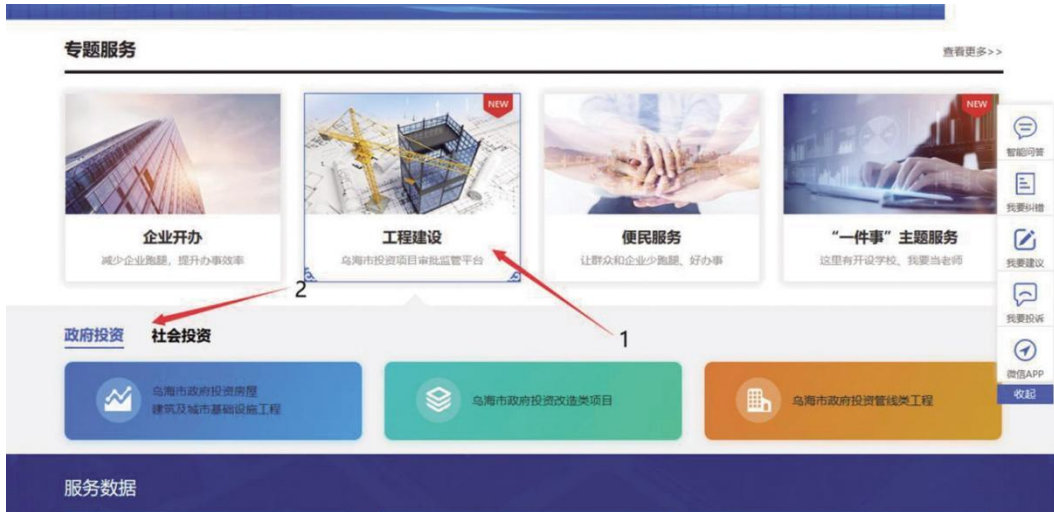 专题服务
查看更多>>
NEW
NEW
企业开办
工程建设
便民服务
“一件事”主题服务
减少企业跑腿，提升办事效率
乌海市投资项目审批监管平台
让群众和企业少跑腿、好办事
这里有开设学校、我要当老师
2
1
政府投资
社会投资
乌海市政府投资房屋
建筑及城市基础设施工程
乌海市政府投资改造类项目
乌海市政府投资管线类工程
服务数据
智能问答
我要纠错
我要建议
我要投诉
微信APP
收起